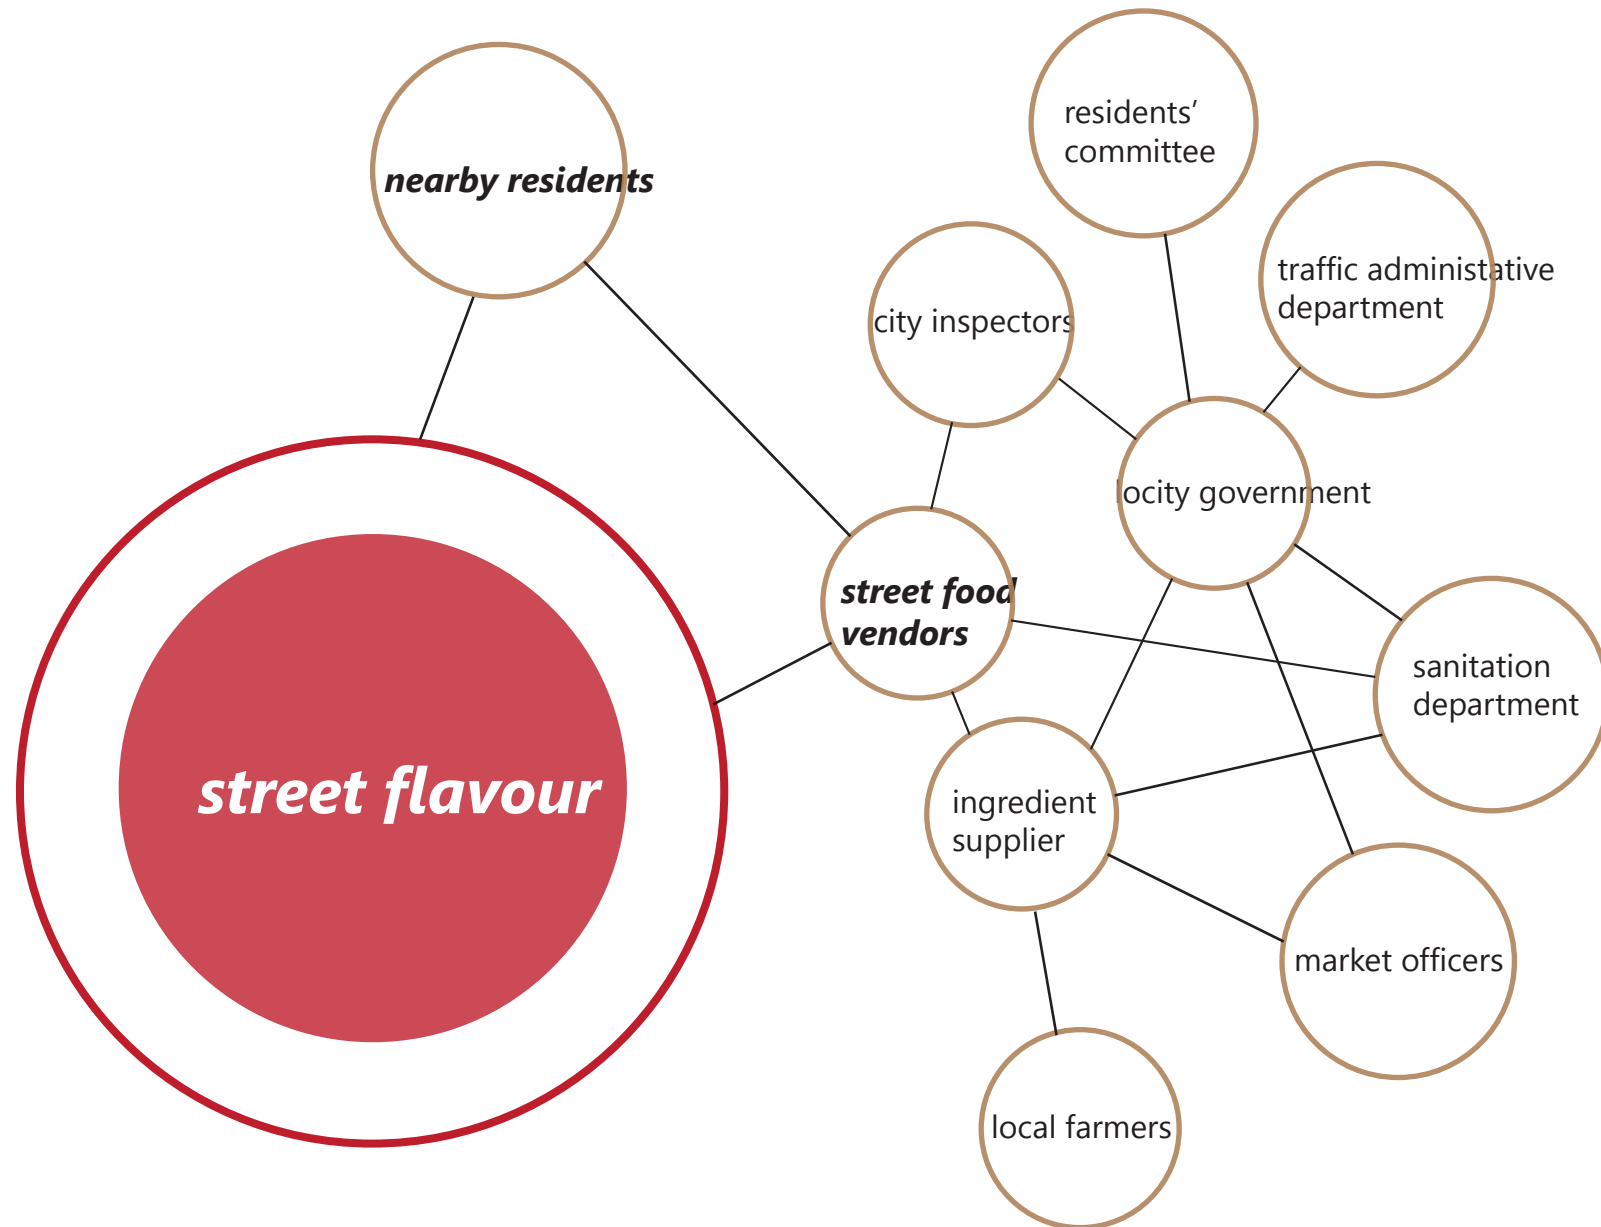 residents’
committee
nearby residents
traffic administative
department
city inspectors
locity government
street food
vendors
sanitation
department
street flavour
ingredient
supplier
market officers
local farmers